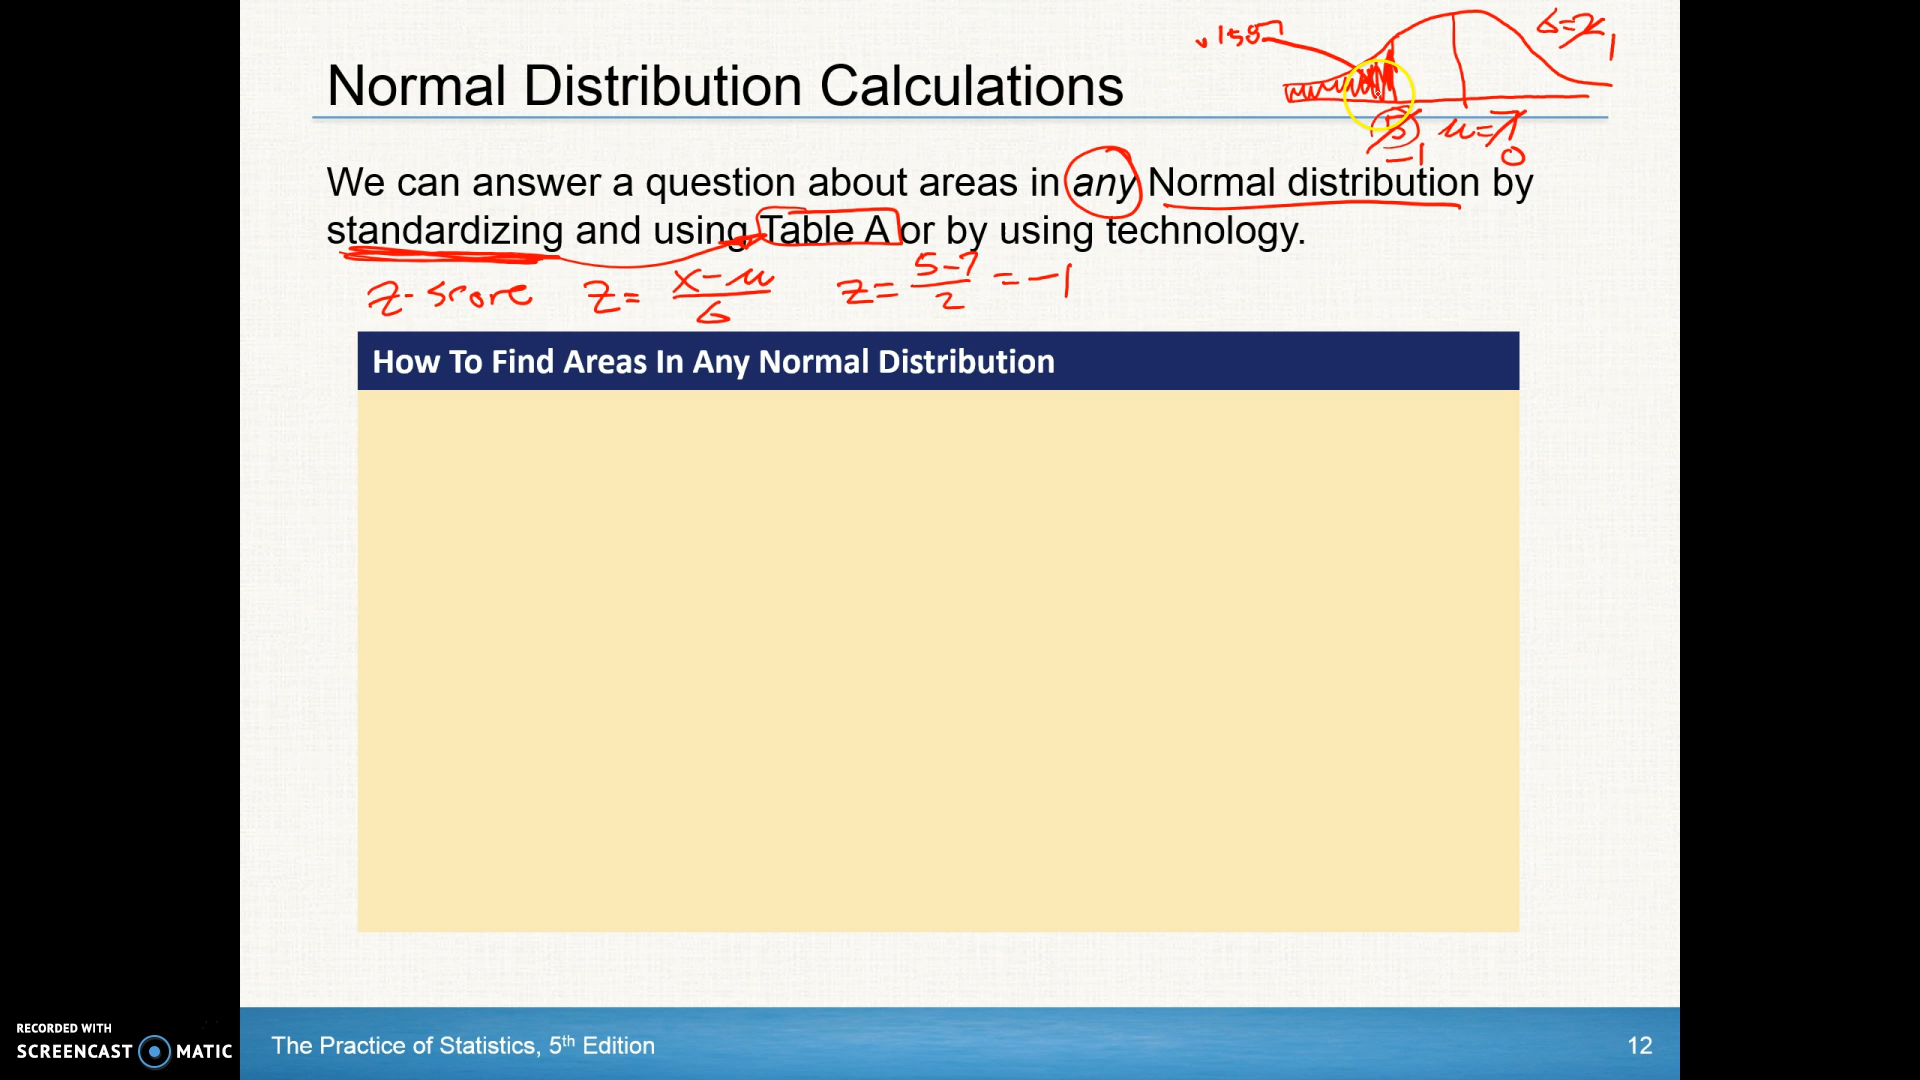 .1587
σ=2 1
Normal Distribution Calculations
5 μ=7
-1 0
We can answer a question about areas in any Normal distribution by
standardizing and using Table A or by using technology.
z-score z= x-μ/σ z= 5-7/2 = -1
How To Find Areas In Any Normal Distribution
RECORDED WITH
SCREENCAST MATIC
The Practice of Statistics, 5th Edition
12